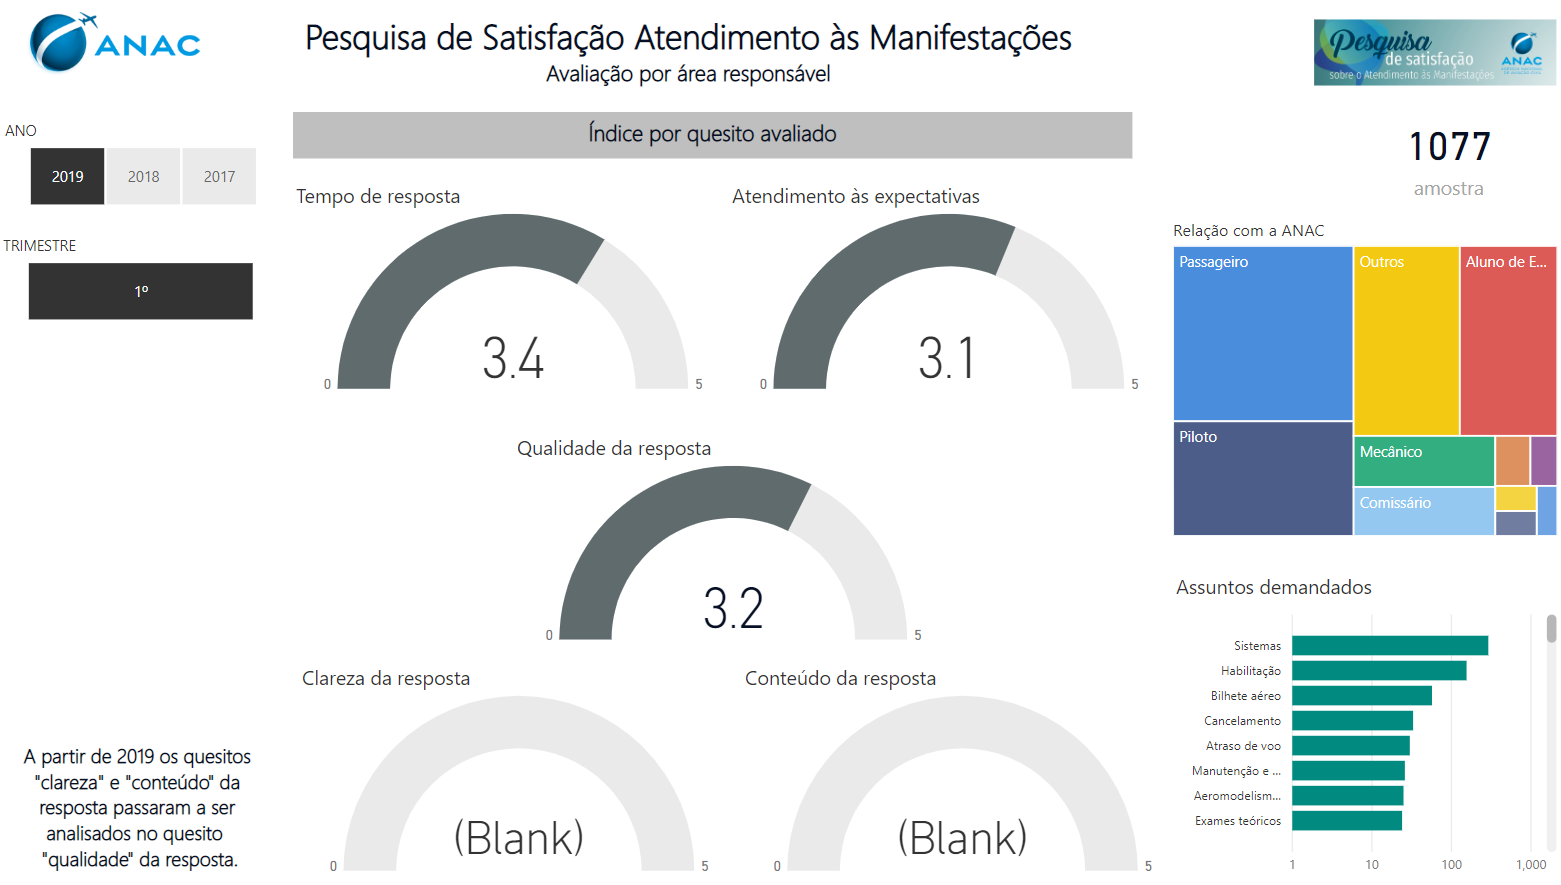 ANAC
Pesquisa de Satisfação Atendimento às Manifestações
Avaliação por área responsável
Pesquisa
de satisfação
sobre o Atendimento às Manifestações
ANAC
ANO
2019
2018
2017
TRIMESTRE
1º
Índice por quesito avaliado
Tempo de resposta
3.4
0
5
Atendimento às expectativas
3.1
0
5
Qualidade da resposta
3.2
0
5
Clareza da resposta
(Blank)
0
5
Conteúdo da resposta
(Blank)
0
5
A partir de 2019 os quesitos
"clareza" e "conteúdo" da
resposta passaram a ser
analisados no quesito
"qualidade" da resposta.
1077
amostra
Relação com a ANAC
Passageiro
Outros
Aluno de E...
Piloto
Mecânico
Comissário
Assuntos demandados
Sistemas
Habilitação
Bilhete aéreo
Cancelamento
Atraso de voo
Manutenção e ...
Aeromodelism...
Exames teóricos
1
10
100
1,000